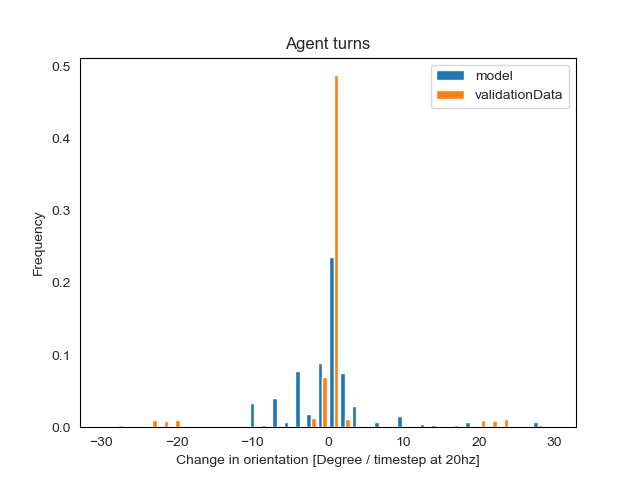 Agent turns
model
validationData
0.5
0.4
0.3
0.2
0.1
0.0
Frequency
−30 −20 −10 0 10 20 30
Change in orientation [Degree / timestep at 20hz]